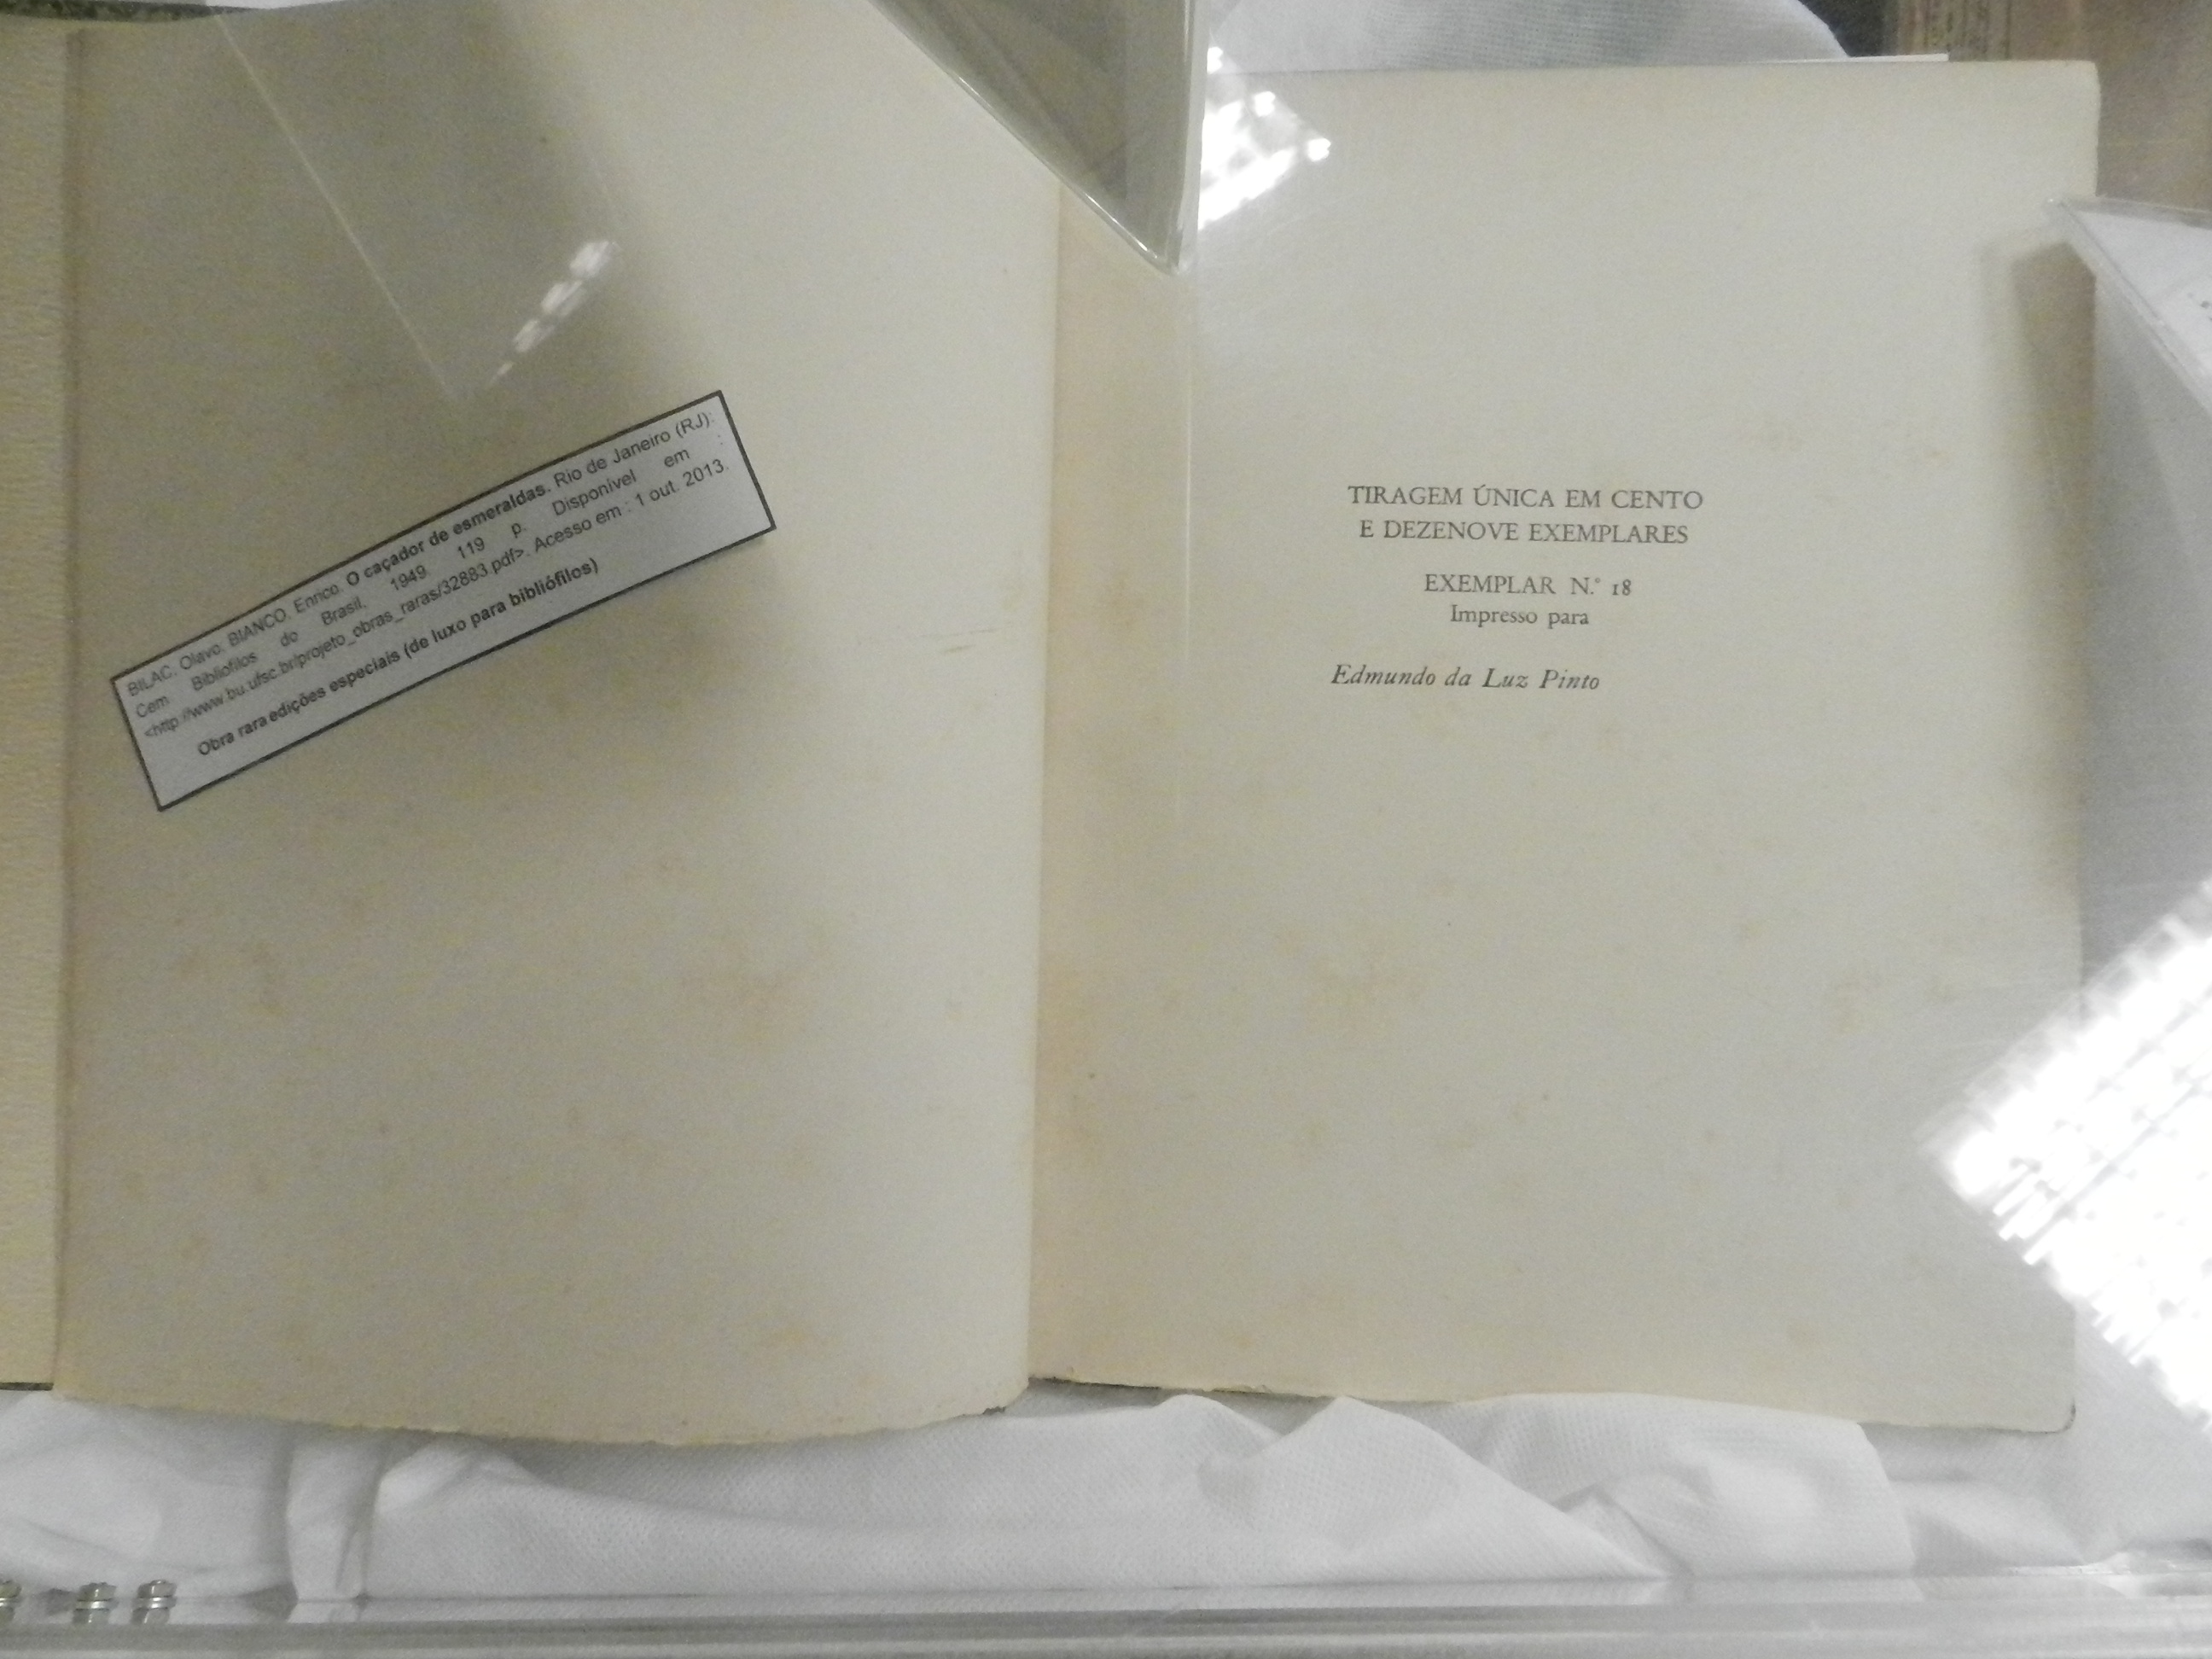 BILAC, Olavo. BIANCO, Enrico. O caçador de esmeraldas. Rio de Janeiro (RJ):
Cem Bibliófilos do Brasil, 1949. 119 p. Disponível em :
<http://www.bu.ufsc.br/projeto_obras_raras/32883.pdf>. Acesso em : 1 out. 2013.
Obra rara edições especiais (de luxo para bibliófilos)
TIRAGEM ÚNICA EM CENTO
E DEZENOVE EXEMPLARES
EXEMPLAR N.° 18
Impresso para
Edmundo da Luz Pinto